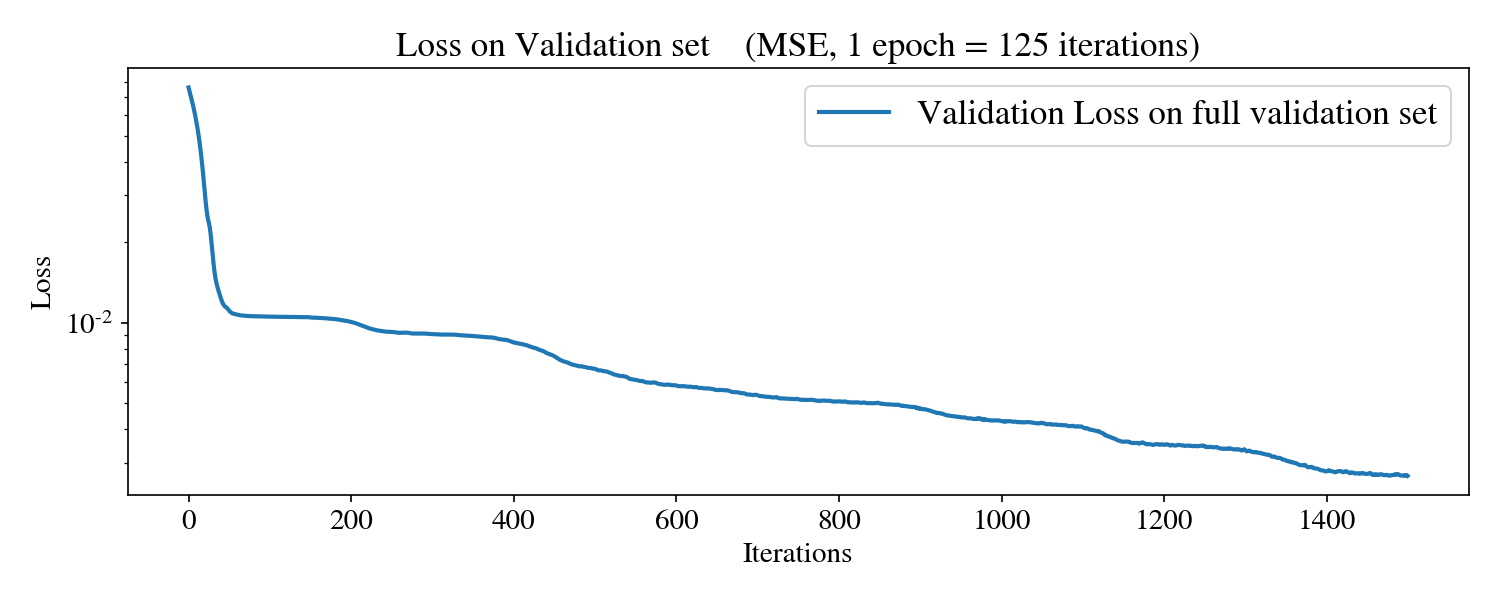 Loss on Validation set (MSE, 1 epoch = 125 iterations)
Validation Loss on full validation set
Loss
10⁻²
0 200 400 600 800 1000 1200 1400
Iterations